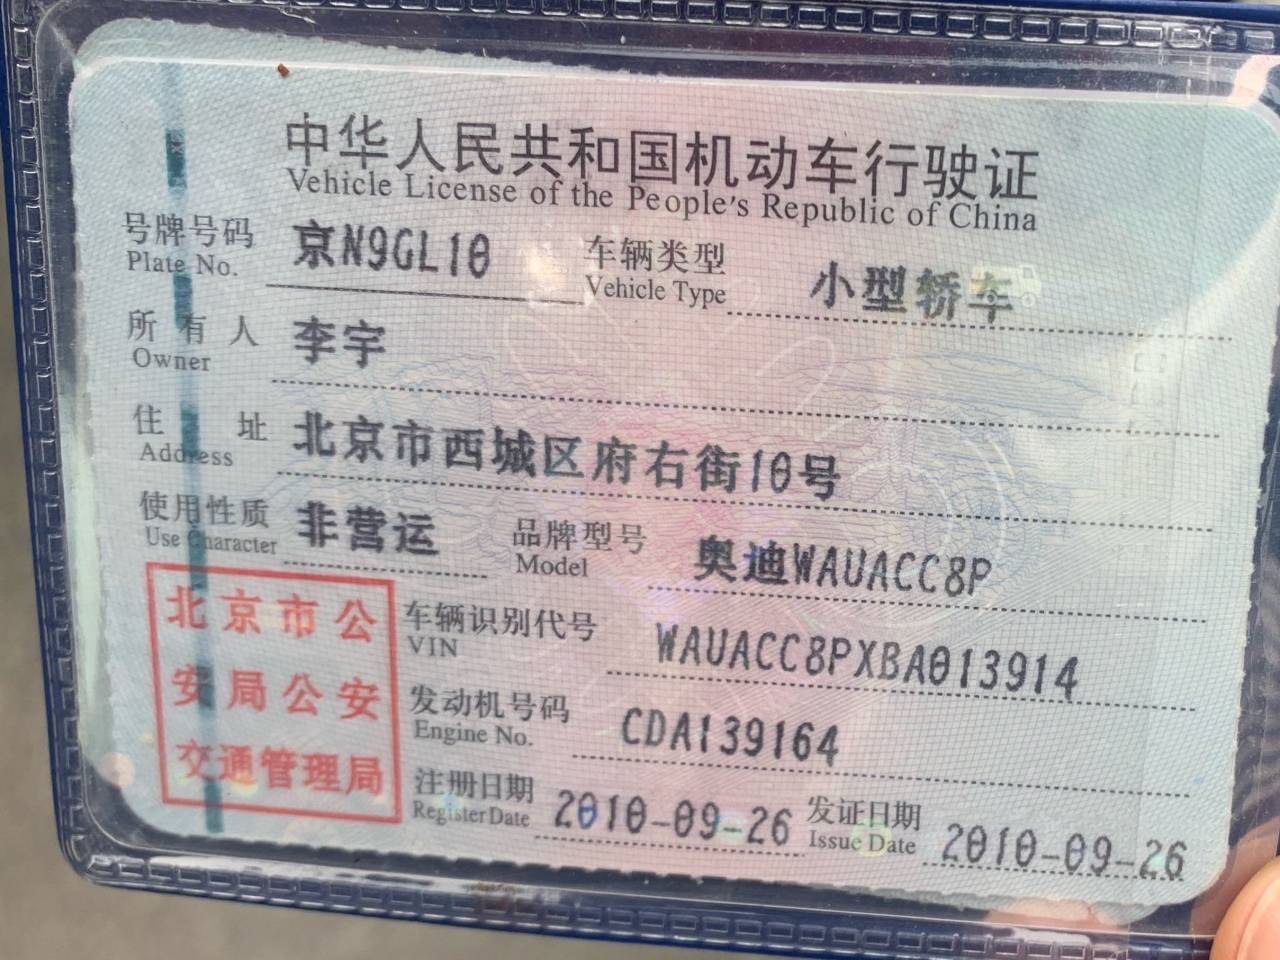 中华人民共和国机动车行驶证
Vehicle License of the People's Republic of China
号牌号码 京N9GL10 车辆类型 小型轿车
Plate No. Vehicle Type
所有人 李宇
Owner
住址 北京市西城区府右街10号
Address
使用性质 非营运 品牌型号 奥迪WAUACC8P
Use Character Model
北京市公
安局公安
交通管理局
车辆识别代号 WAUACC8PXBA013914
VIN
发动机号码 CDA139164
Engine No.
注册日期 2010-09-26 发证日期 2010-09-26
Register Date Issue Date